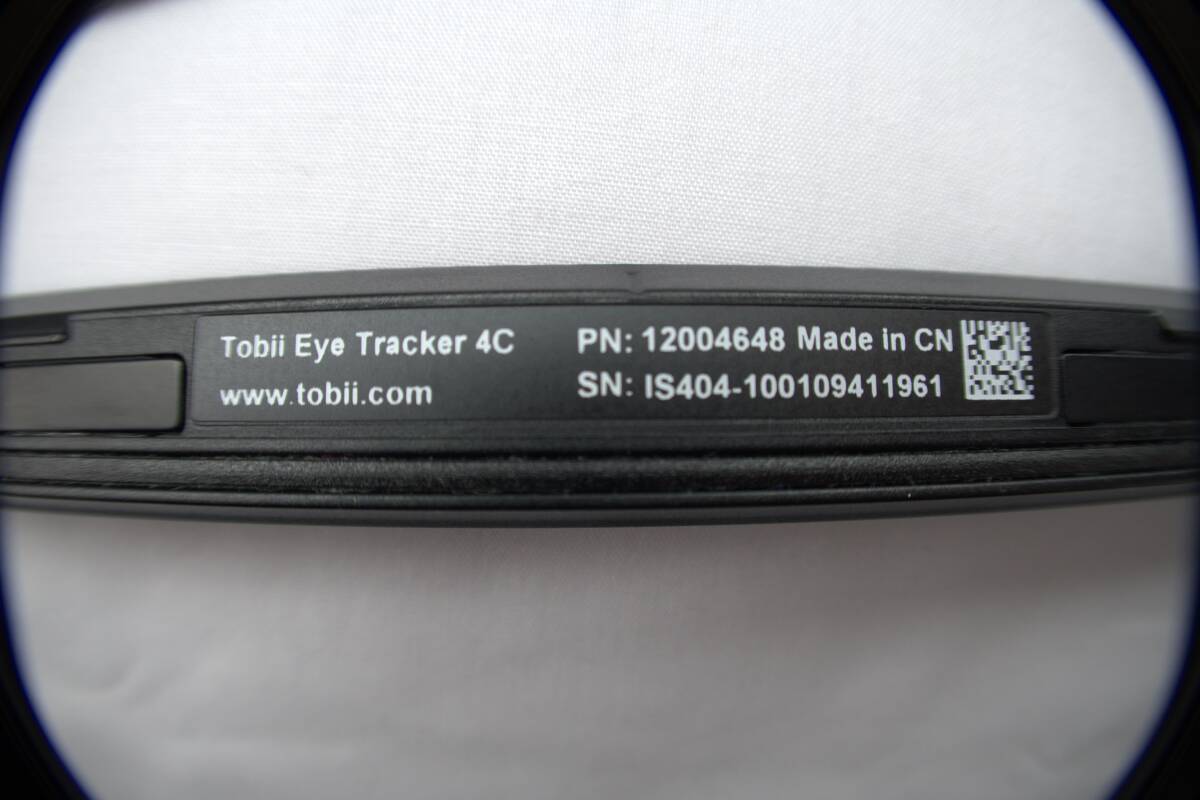 Tobii Eye Tracker 4C
www.tobii.com
PN: 12004648 Made in CN
SN: IS404-100109411961